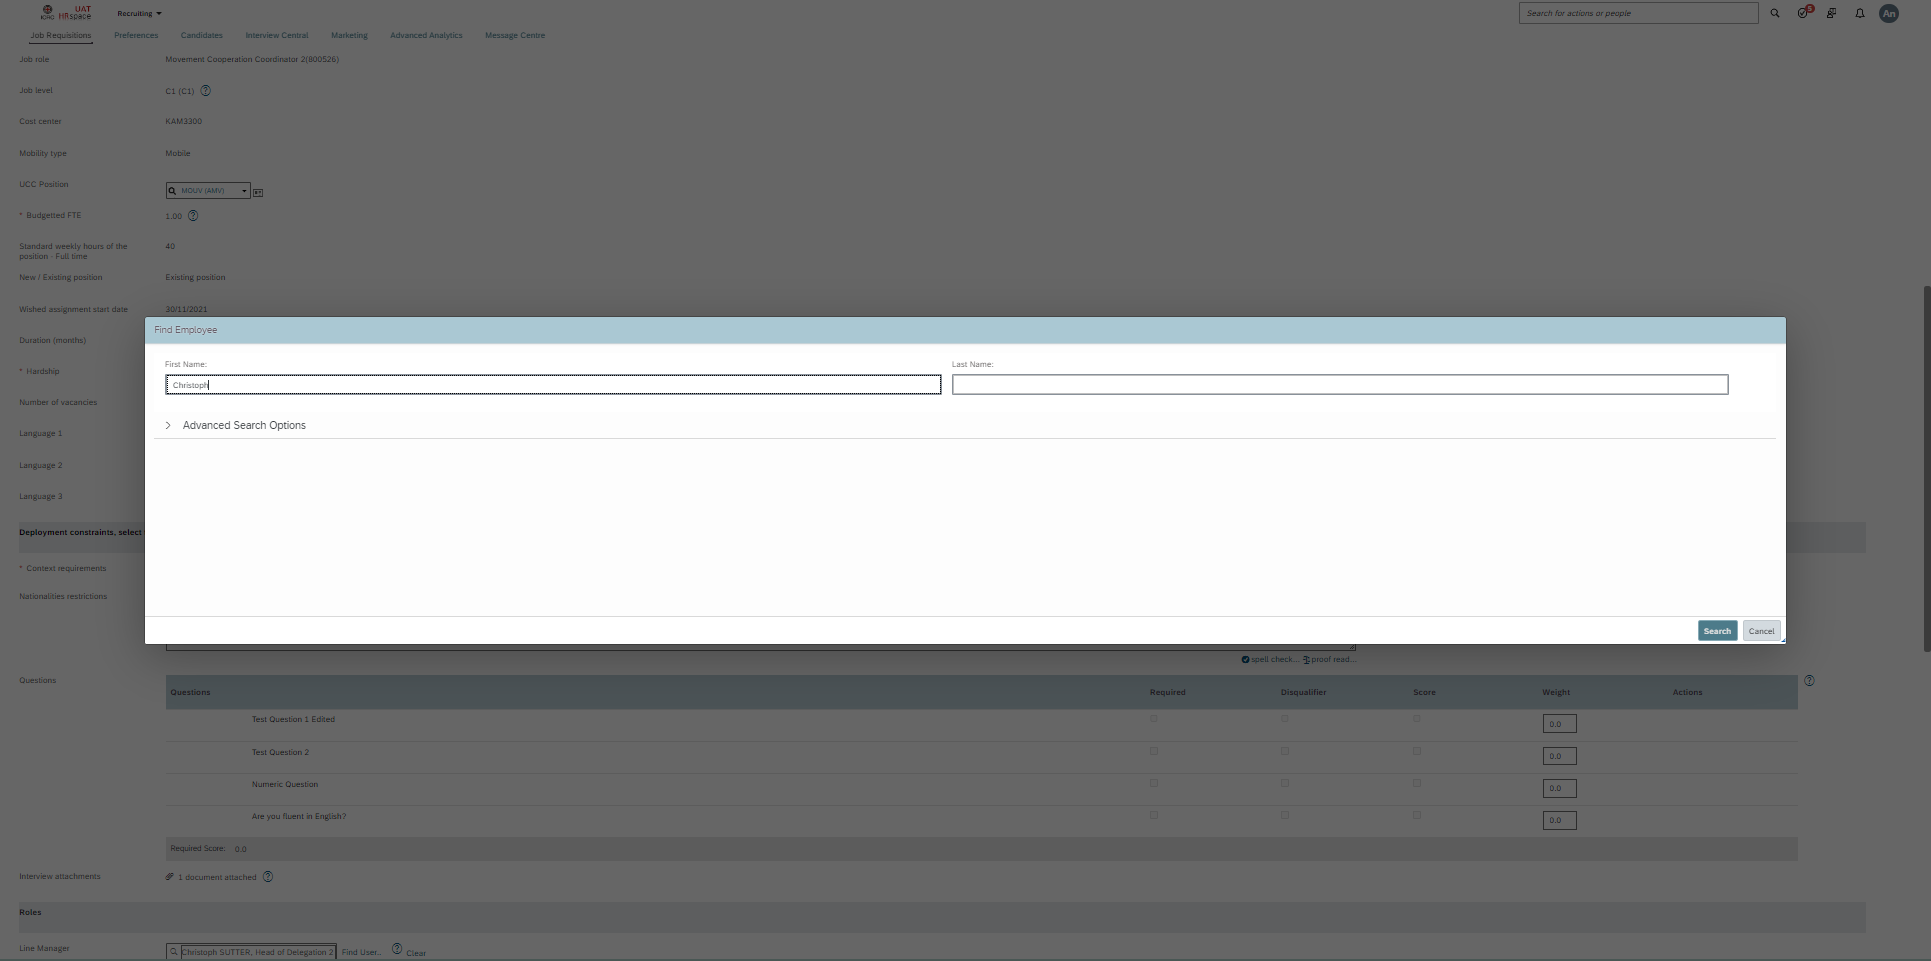 ICRC UAT HRspace Recruiting Search for actions or people 5 An
Job Requisitions Preferences Candidates Interview Central Marketing Advanced Analytics Message Centre
Job role Movement Cooperation Coordinator 2(800526)
Job level C1 (C1) ?
Cost center KAM3300
Mobility type Mobile
UCC Position MOUV (AMV)
* Budgetted FTE 1.00 ?
Standard weekly hours of the position - Full time 40
New / Existing position Existing position
Wished assignment start date 30/11/2021
Duration (months)
* Hardship
Number of vacancies
Language 1
Language 2
Language 3
Deployment constraints, select
* Context requirements
Nationalities restrictions
Find Employee
First Name: Last Name:
Christoph
Advanced Search Options
Search Cancel
spell check... proof read...
Questions ?
Questions Required Disqualifier Score Weight Actions
Test Question 1 Edited 0.0
Test Question 2 0.0
Numeric Question 0.0
Are you fluent in English? 0.0
Required Score: 0.0
Interview attachments 1 document attached ?
Roles
Line Manager Christoph SUTTER, Head of Delegation 2 Find User... ? Clear